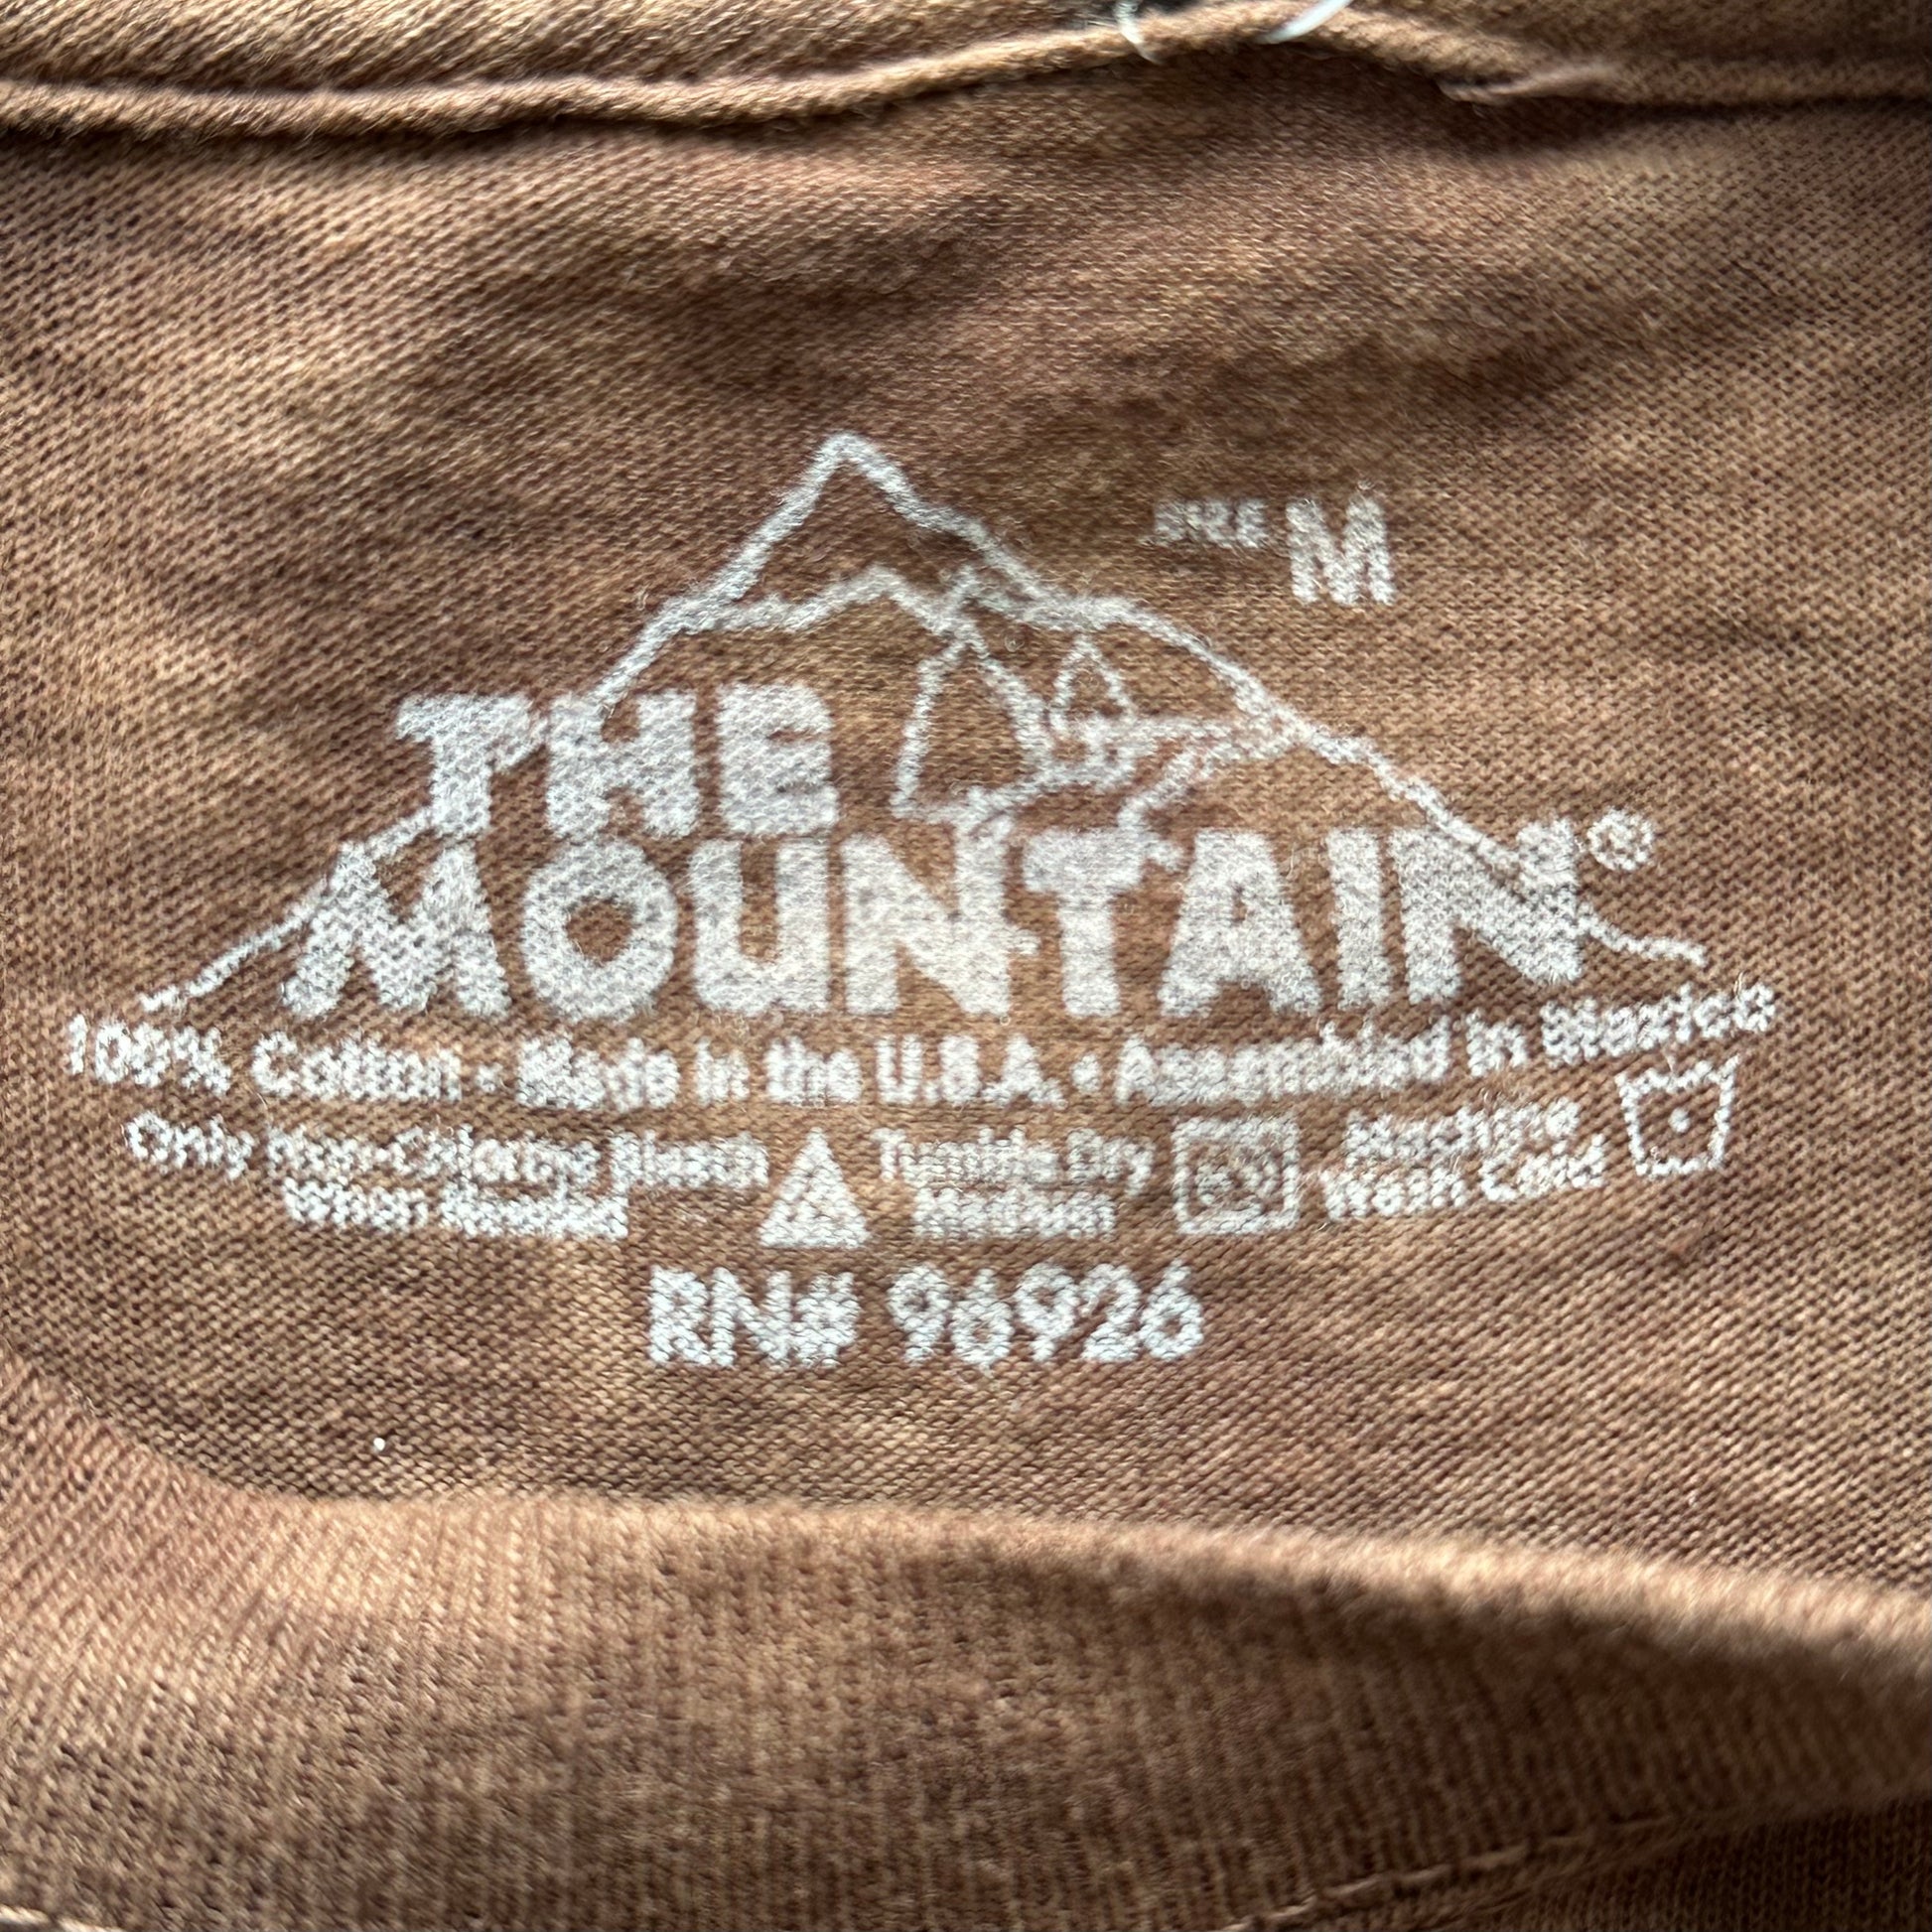 SIZE M
THE
MOUNTAIN®
100% Cotton • Made in the U.S.A. • Assembled in Mexico
Only Non-Chlorine Bleach
When Needed
Tumble Dry
Medium
Machine
Wash Cold
RN# 96926